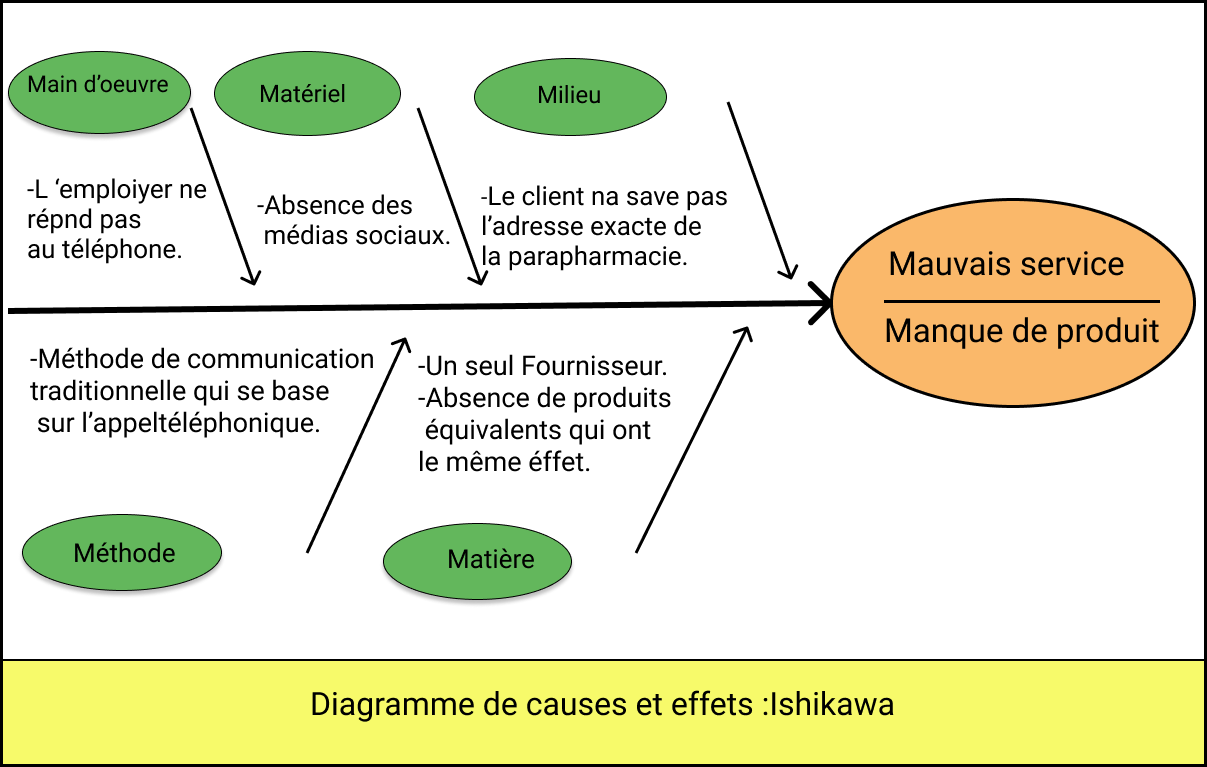 Main d’oeuvre
Matériel
Milieu
-L ‘emploiyer ne
répnd pas
au téléphone.
-Absence des
médias sociaux.
-Le client na save pas
l’adresse exacte de
la parapharmacie.
Mauvais service
Manque de produit
-Méthode de communication
traditionnelle qui se base
sur l’appeltéléphonique.
-Un seul Fournisseur.
-Absence de produits
équivalents qui ont
le même éffet.
Méthode
Matière
Diagramme de causes et effets :Ishikawa